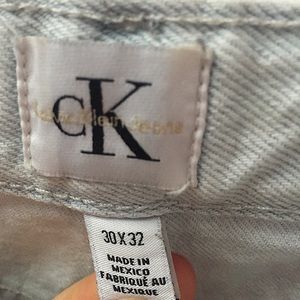 cK
Calvin Klein Jeans
30X32
MADE IN
MEXICO
FABRIQUÉ AU
MEXIQUE